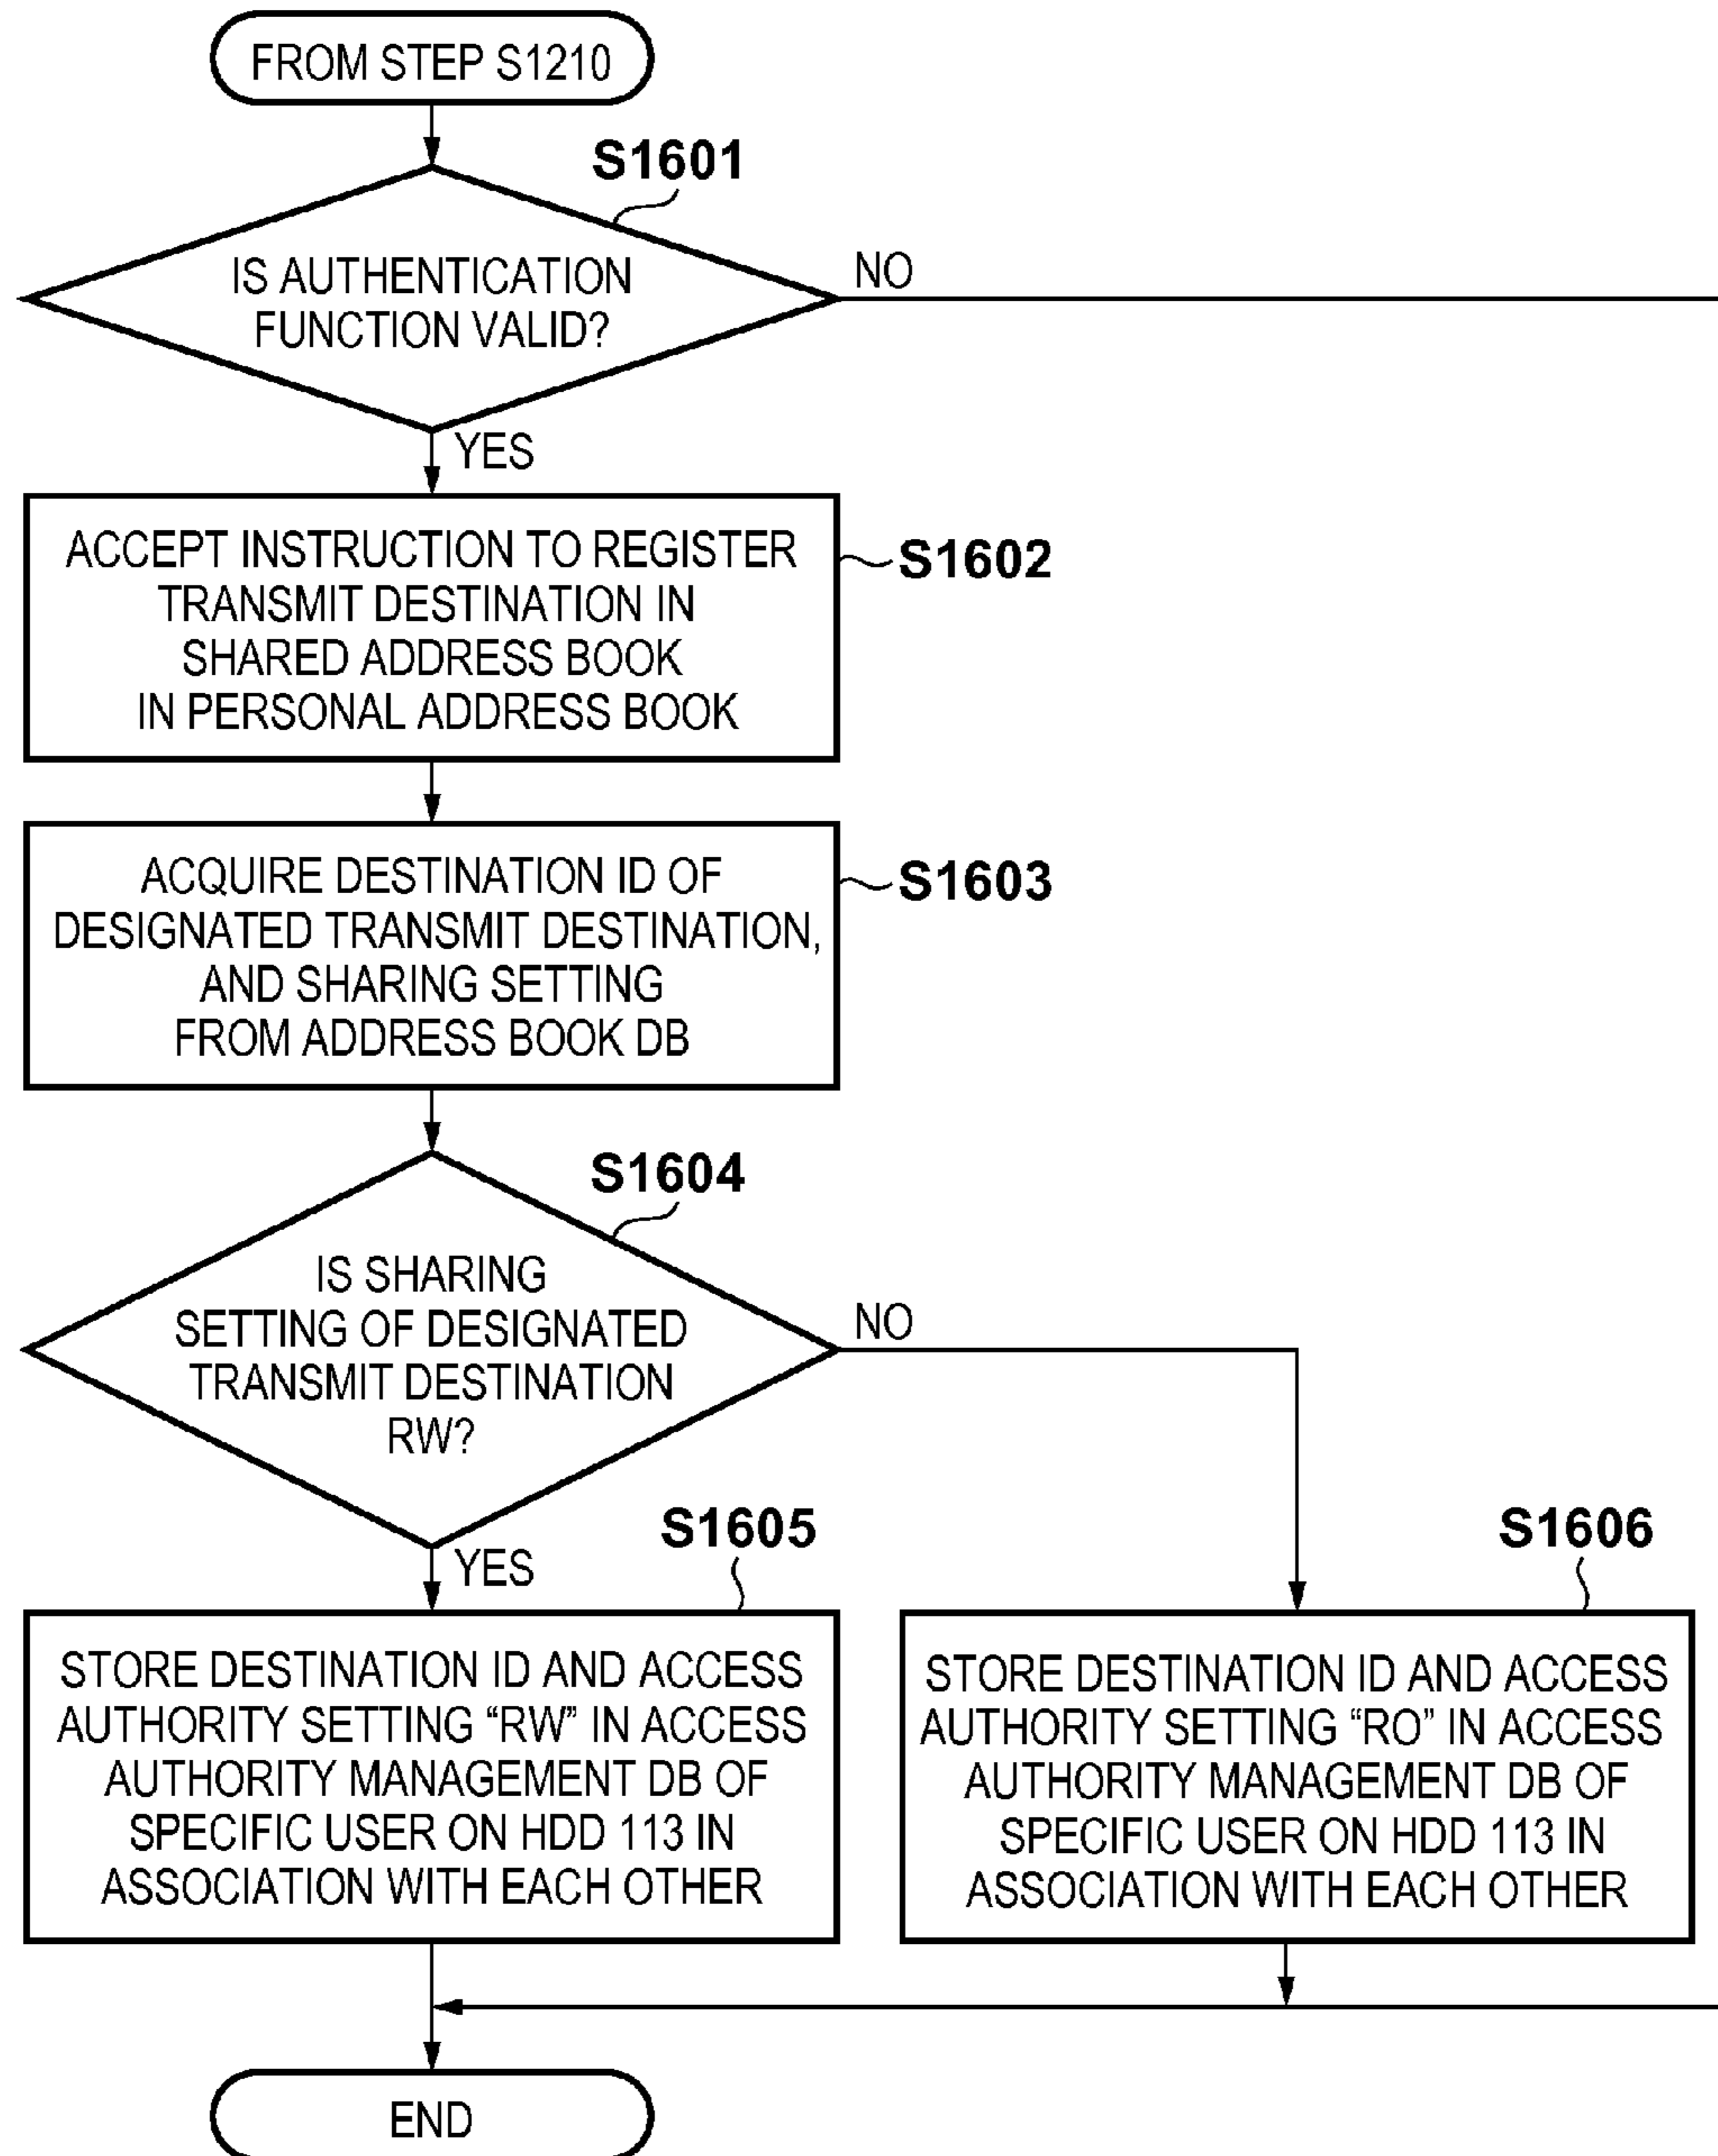 FROM STEP S1210
S1601
IS AUTHENTICATION
FUNCTION VALID?
NO
YES
ACCEPT INSTRUCTION TO REGISTER
TRANSMIT DESTINATION IN
SHARED ADDRESS BOOK
IN PERSONAL ADDRESS BOOK
S1602
ACQUIRE DESTINATION ID OF
DESIGNATED TRANSMIT DESTINATION,
AND SHARING SETTING
FROM ADDRESS BOOK DB
S1603
S1604
IS SHARING
SETTING OF DESIGNATED
TRANSMIT DESTINATION
RW?
NO
YES
S1605
STORE DESTINATION ID AND ACCESS
AUTHORITY SETTING “RW” IN ACCESS
AUTHORITY MANAGEMENT DB OF
SPECIFIC USER ON HDD 113 IN
ASSOCIATION WITH EACH OTHER
S1606
STORE DESTINATION ID AND ACCESS
AUTHORITY SETTING “RO” IN ACCESS
AUTHORITY MANAGEMENT DB OF
SPECIFIC USER ON HDD 113 IN
ASSOCIATION WITH EACH OTHER
END